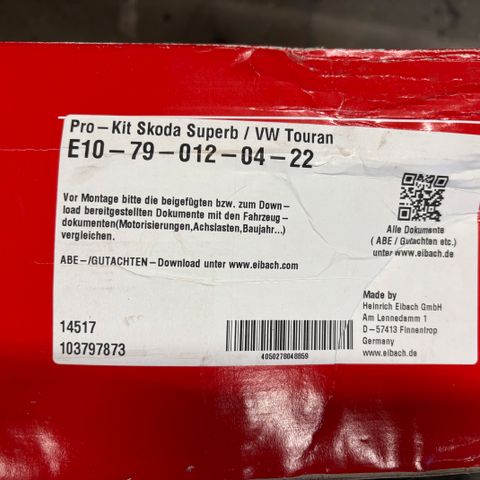 Pro-Kit Skoda Superb / VW Touran
E10-79-012-04-22
Vor Montage bitte die beigefügten bzw. zum Down-
load bereitgestellten Dokumente mit den Fahrzeug-
dokumenten(Motorisierungen,Achslasten,Baujahr...)
vergleichen.
ABE-/GUTACHTEN-Download unter www.eibach.com
Alle Dokumente
( ABE / Gutachten etc.)
unter www.eibach.de
14517
103797873
4050278048859
Made by
Heinrich Eibach GmbH
Am Lennedamm 1
D-57413 Finnentrop
Germany
www.eibach.de